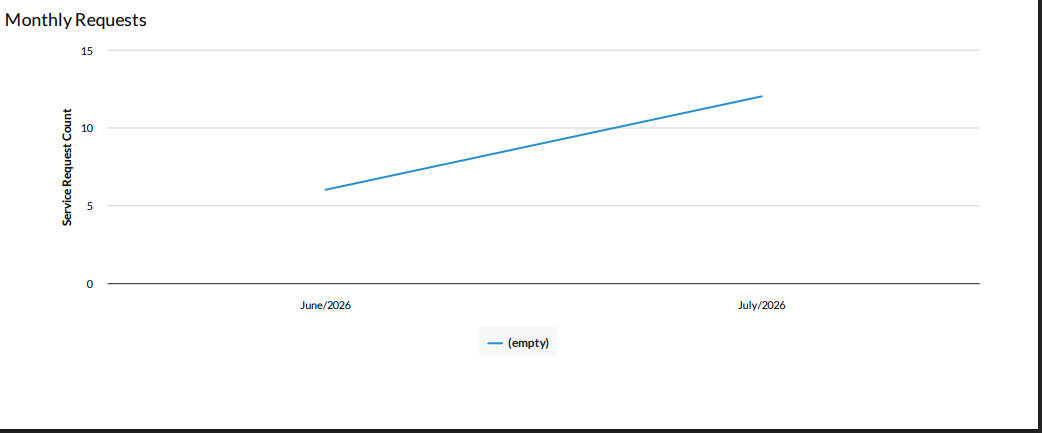 Monthly Requests
15
10
5
0
Service Request Count
June/2026
July/2026
(empty)